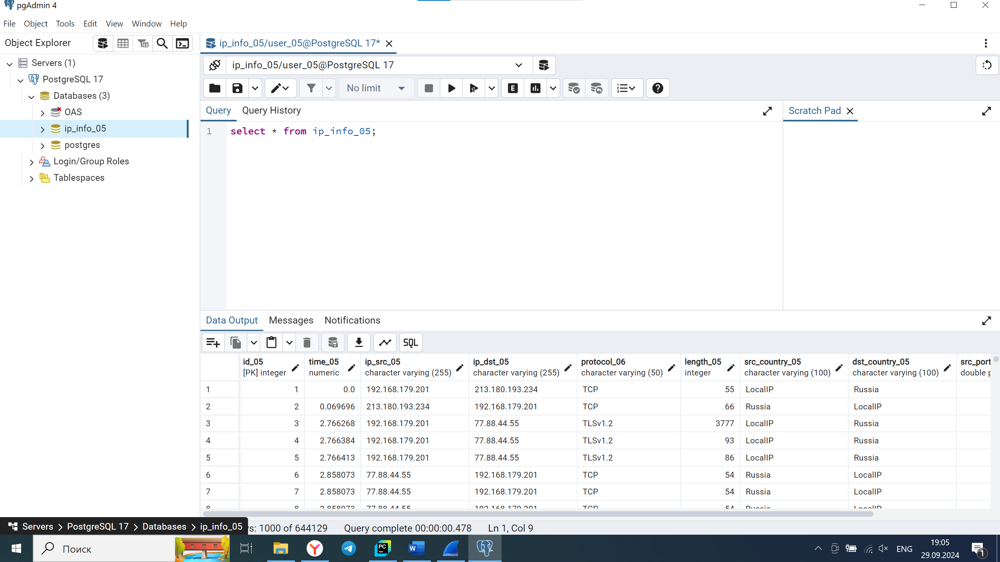 pgAdmin 4
File Object Tools Edit View Window Help
Object Explorer
Servers (1)
PostgreSQL 17
Databases (3)
OAS
ip_info_05
postgres
Login/Group Roles
Tablespaces
ip_info_05/user_05@PostgreSQL 17*
ip_info_05/user_05@PostgreSQL 17
No limit
E
Query Query History
Scratch Pad
1 select * from ip_info_05;
Data Output Messages Notifications
SQL
id_05 time_05 ip_src_05 ip_dst_05 protocol_06 length_05 src_country_05 dst_country_05 src_port
[PK] integer numeric character varying (255) character varying (255) character varying (50) integer character varying (100) character varying (100) double p
1 1 0.0 192.168.179.201 213.180.193.234 TCP 55 LocalIP Russia
2 2 0.069696 213.180.193.234 192.168.179.201 TCP 66 Russia LocalIP
3 3 2.766268 192.168.179.201 77.88.44.55 TLSv1.2 3777 LocalIP Russia
4 4 2.766384 192.168.179.201 77.88.44.55 TLSv1.2 93 LocalIP Russia
5 5 2.766413 192.168.179.201 77.88.44.55 TLSv1.2 86 LocalIP Russia
6 6 2.858073 77.88.44.55 192.168.179.201 TCP 54 Russia LocalIP
7 7 2.858073 77.88.44.55 192.168.179.201 TCP 54 Russia LocalIP
8 8 2.858073 77.88.44.55 192.168.179.201 TCP 54 Russia LocalIP
Servers > PostgreSQL 17 > Databases > ip_info_05
s: 1000 of 644129 Query complete 00:00:00.478 Ln 1, Col 9
Поиск
PC
W
ENG
19:05
29.09.2024
1